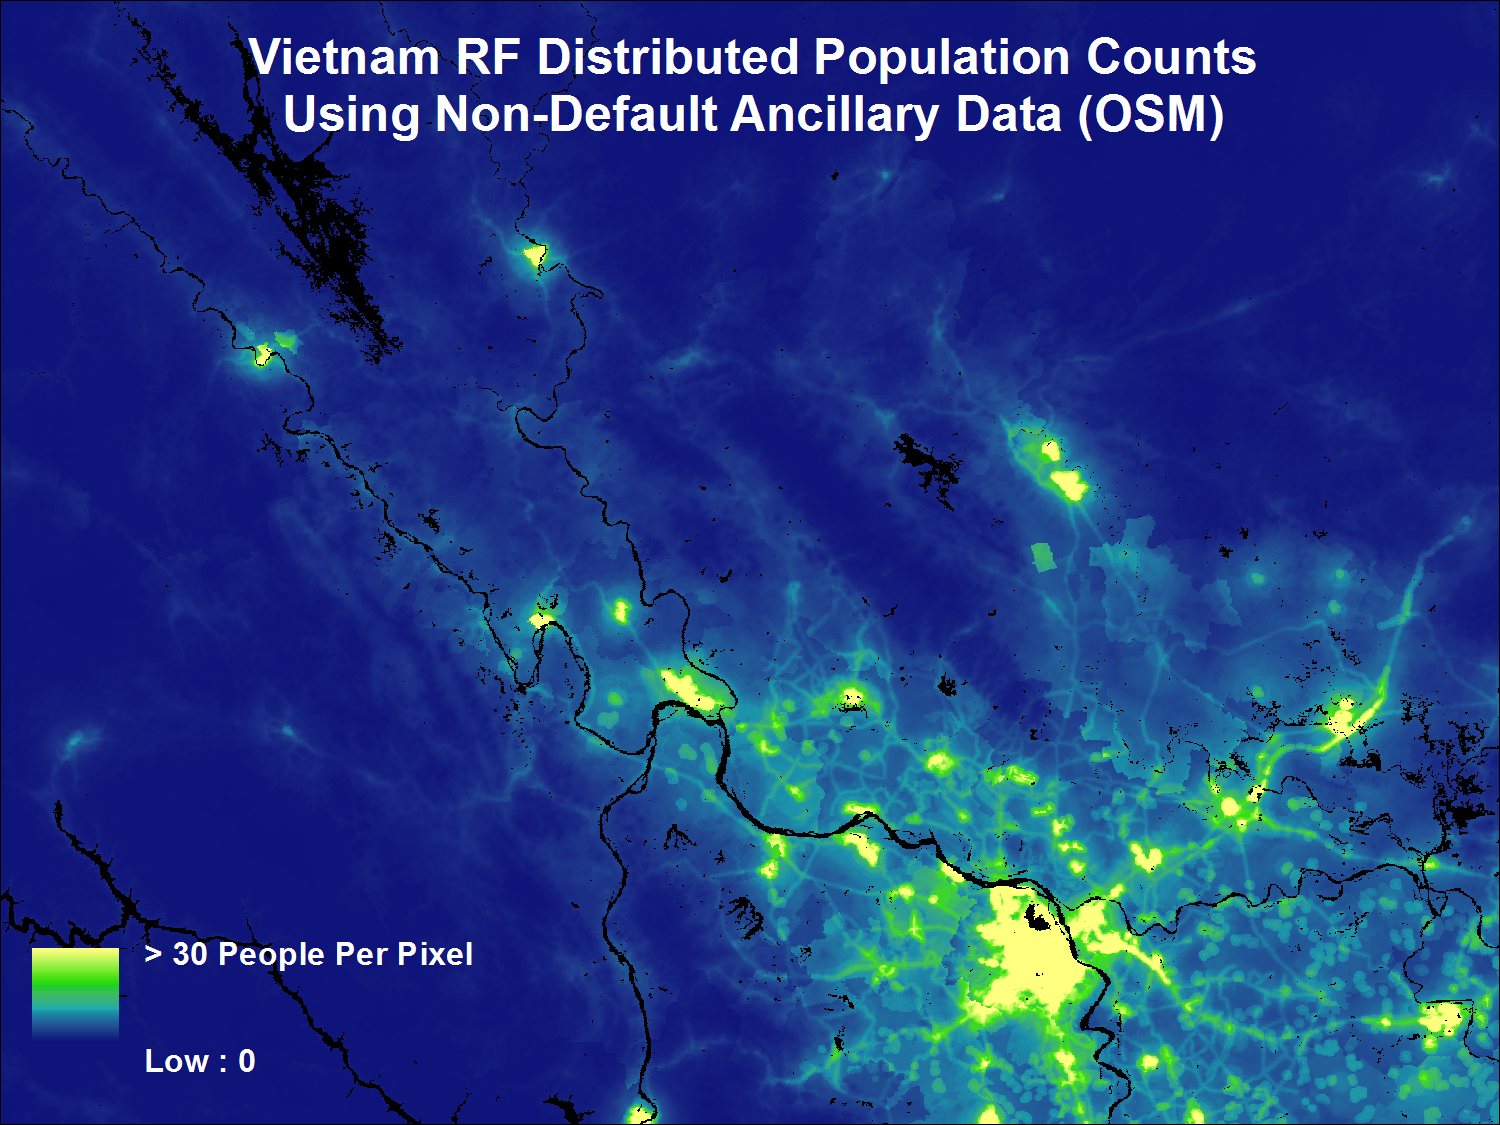 Vietnam RF Distributed Population Counts
Using Non-Default Ancillary Data (OSM)
> 30 People Per Pixel
Low : 0